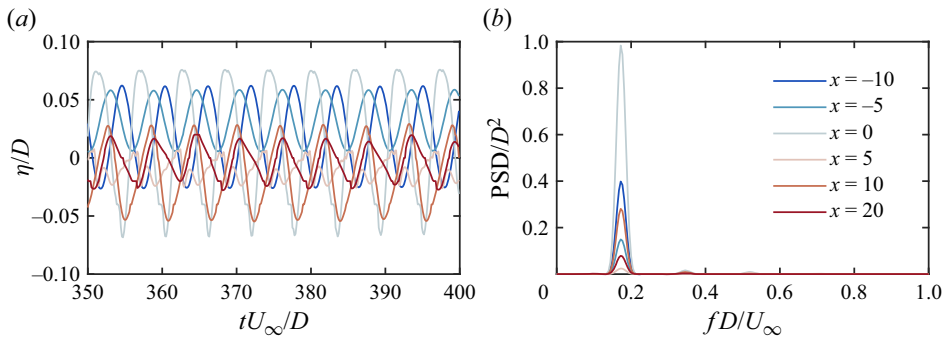 (a)
0.10
0.05
0
–0.05
–0.10
η/D
350
360
370
380
390
400
tU∞/D
(b)
1.0
0.8
0.6
0.4
0.2
PSD/D²
0
0.2
0.4
0.6
0.8
1.0
fD/U∞
x = –10
x = –5
x = 0
x = 5
x = 10
x = 20